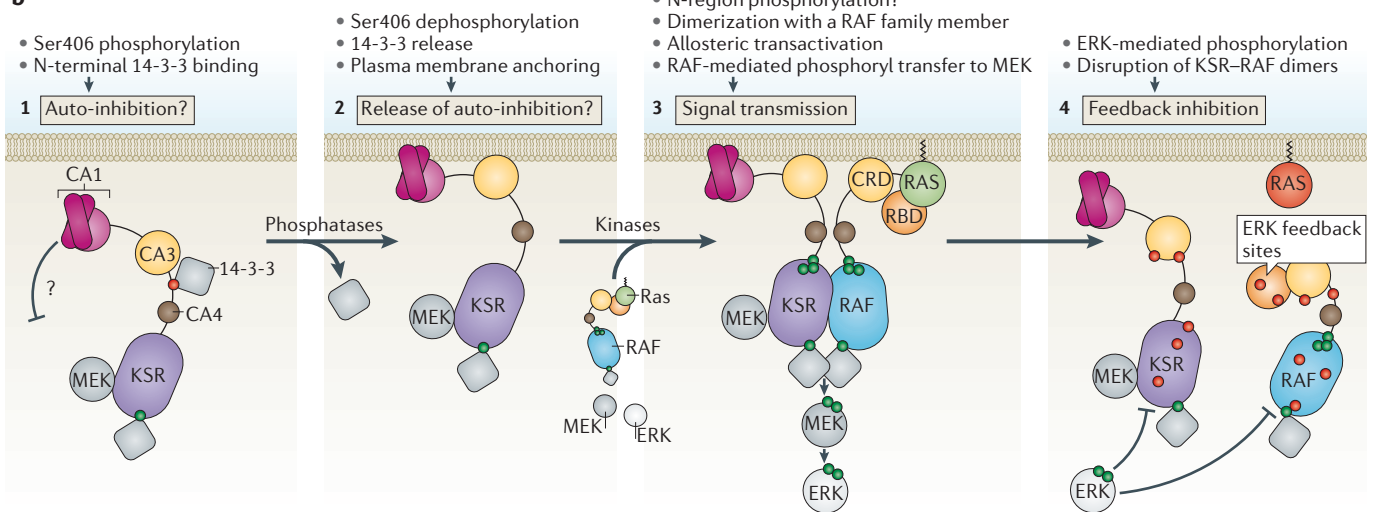 • Ser406 phosphorylation
• N-terminal 14-3-3 binding
1 Auto-inhibition?
CA1
?
CA3
14-3-3
CA4
MEK
KSR
Phosphatases
• Ser406 dephosphorylation
• 14-3-3 release
• Plasma membrane anchoring
2 Release of auto-inhibition?
MEK
KSR
Kinases
Ras
RAF
MEK
ERK
• N-region phosphorylation?
• Dimerization with a RAF family member
• Allosteric transactivation
• RAF-mediated phosphoryl transfer to MEK
3 Signal transmission
CRD
RAS
RBD
MEK
KSR
RAF
MEK
ERK
• ERK-mediated phosphorylation
• Disruption of KSR–RAF dimers
4 Feedback inhibition
RAS
ERK feedback
sites
MEK
KSR
RAF
ERK